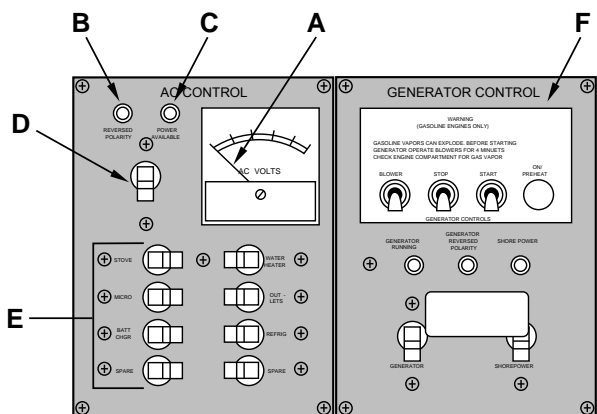 B
C
A
F
D
E
AC CONTROL
REVERSED
POLARITY
POWER
AVAILABLE
AC VOLTS
STOVE
WATER
HEATER
MICRO
OUT -
LETS
BATT
CHGR
REFRIG
SPARE
SPARE
GENERATOR CONTROL
WARNING
(GASOLINE ENGINES ONLY)
GASOLINE VAPORS CAN EXPLODE. BEFORE STARTING
GENERATOR OPERATE BLOWERS FOR 4 MINUETS
CHECK ENGINE COMPARTMENT FOR GAS VAPOR
BLOWER
STOP
START
ON/
PREHEAT
GENERATOR CONTROLS
GENERATOR
RUNNING
GENERATOR
REVERSED
POLARITY
SHORE POWER
GENERATOR
SHOREPOWER